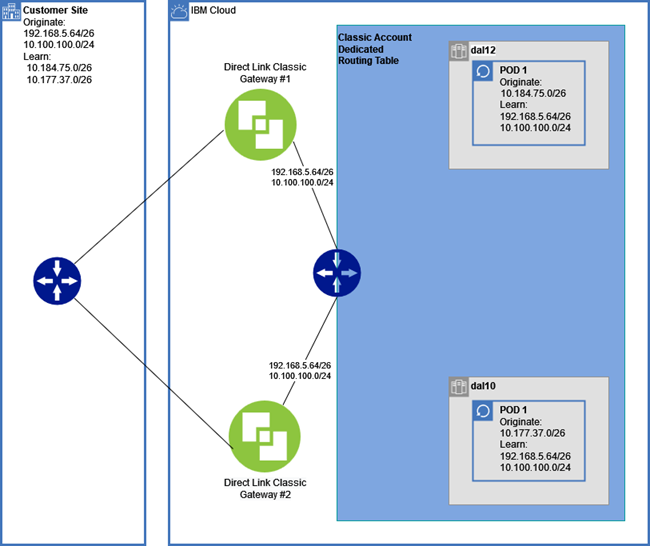 Customer Site
Originate:
192.168.5.64/26
10.100.100.0/24
Learn:
10.184.75.0/26
10.177.37.0/26
IBM Cloud
Direct Link Classic
Gateway #1
192.168.5.64/26
10.100.100.0/24
192.168.5.64/26
10.100.100.0/24
Direct Link Classic
Gateway #2
Classic Account
Dedicated
Routing Table
dal12
POD 1
Originate:
10.184.75.0/26
Learn:
192.168.5.64/26
10.100.100.0/24
dal10
POD 1
Originate:
10.177.37.0/26
Learn:
192.168.5.64/26
10.100.100.0/24